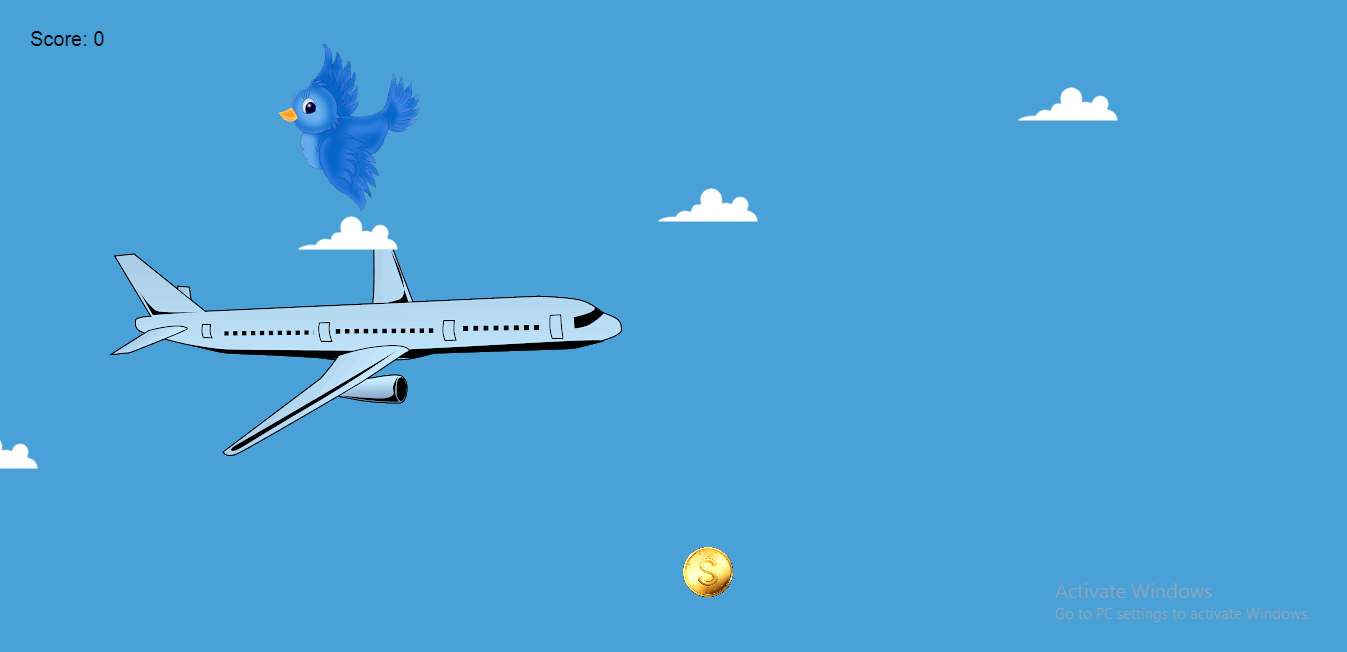 Score: 0
S
Activate Windows
Go to PC settings to activate Windows.